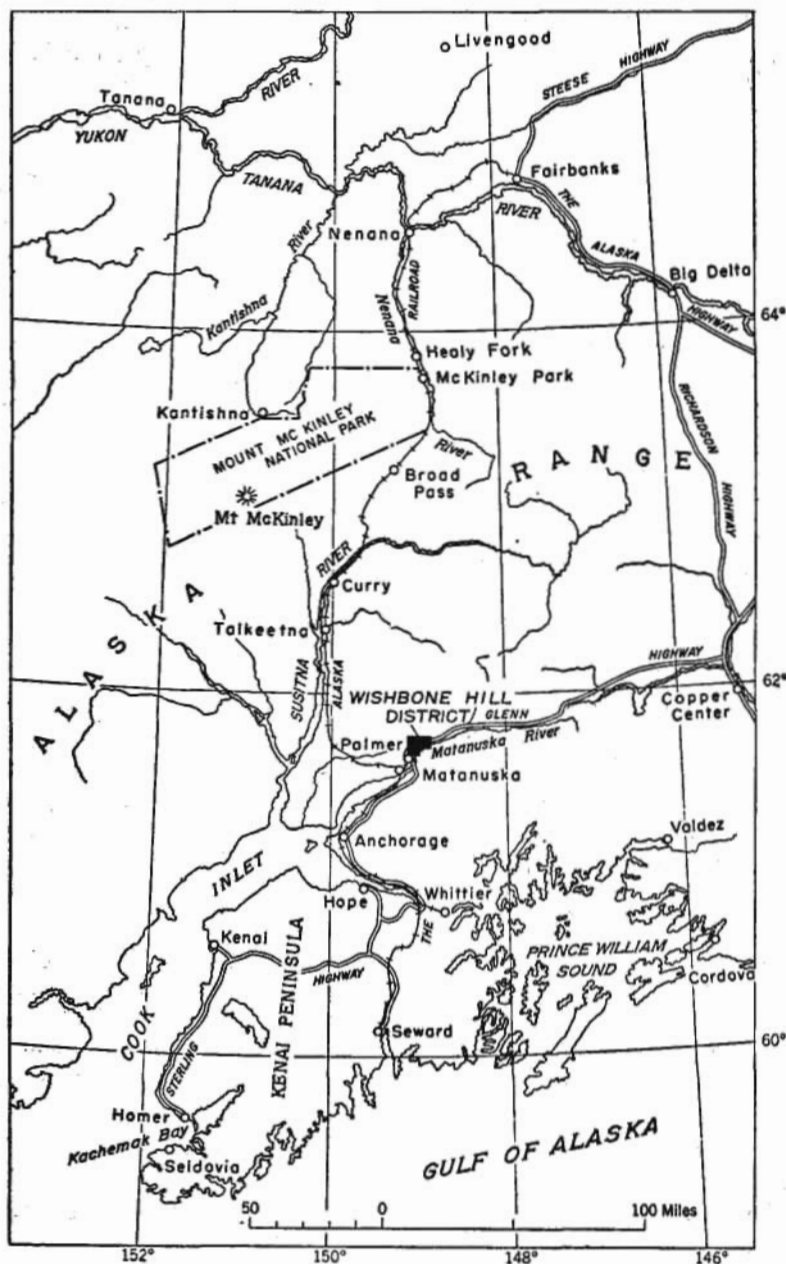 Livengood
STEESE HIGHWAY
Tanana
RIVER
YUKON
TANANA
Fairbanks
RIVER
THE
ALASKA
HIGHWAY
Nenana
River
Kantishna
Nenana
RAILROAD
Big Delta
64°
Healy Fork
McKinley Park
Kantishna
MOUNT MC KINLEY
NATIONAL PARK
River
Broad
Pass
RANGE
RICHARDSON
HIGHWAY
Mt McKinley
RIVER
Curry
ALASKA
Talkeetna
SUSITNA
ALASKA
HIGHWAY
62°
WISHBONE HILL
DISTRICT
GLENN
Copper
Center
Palmer
Matanuska River
Matanuska
Anchorage
Valdez
INLET
Hope
Whittier
THE
Kenai
KENAI PENINSULA
HIGHWAY
PRINCE WILLIAM
SOUND
Cordova
COOK
STERLING
Seward
60°
Homer
Kachemak Bay
Seldovia
GULF OF ALASKA
50 0 100 Miles
152° 150° 148° 146°